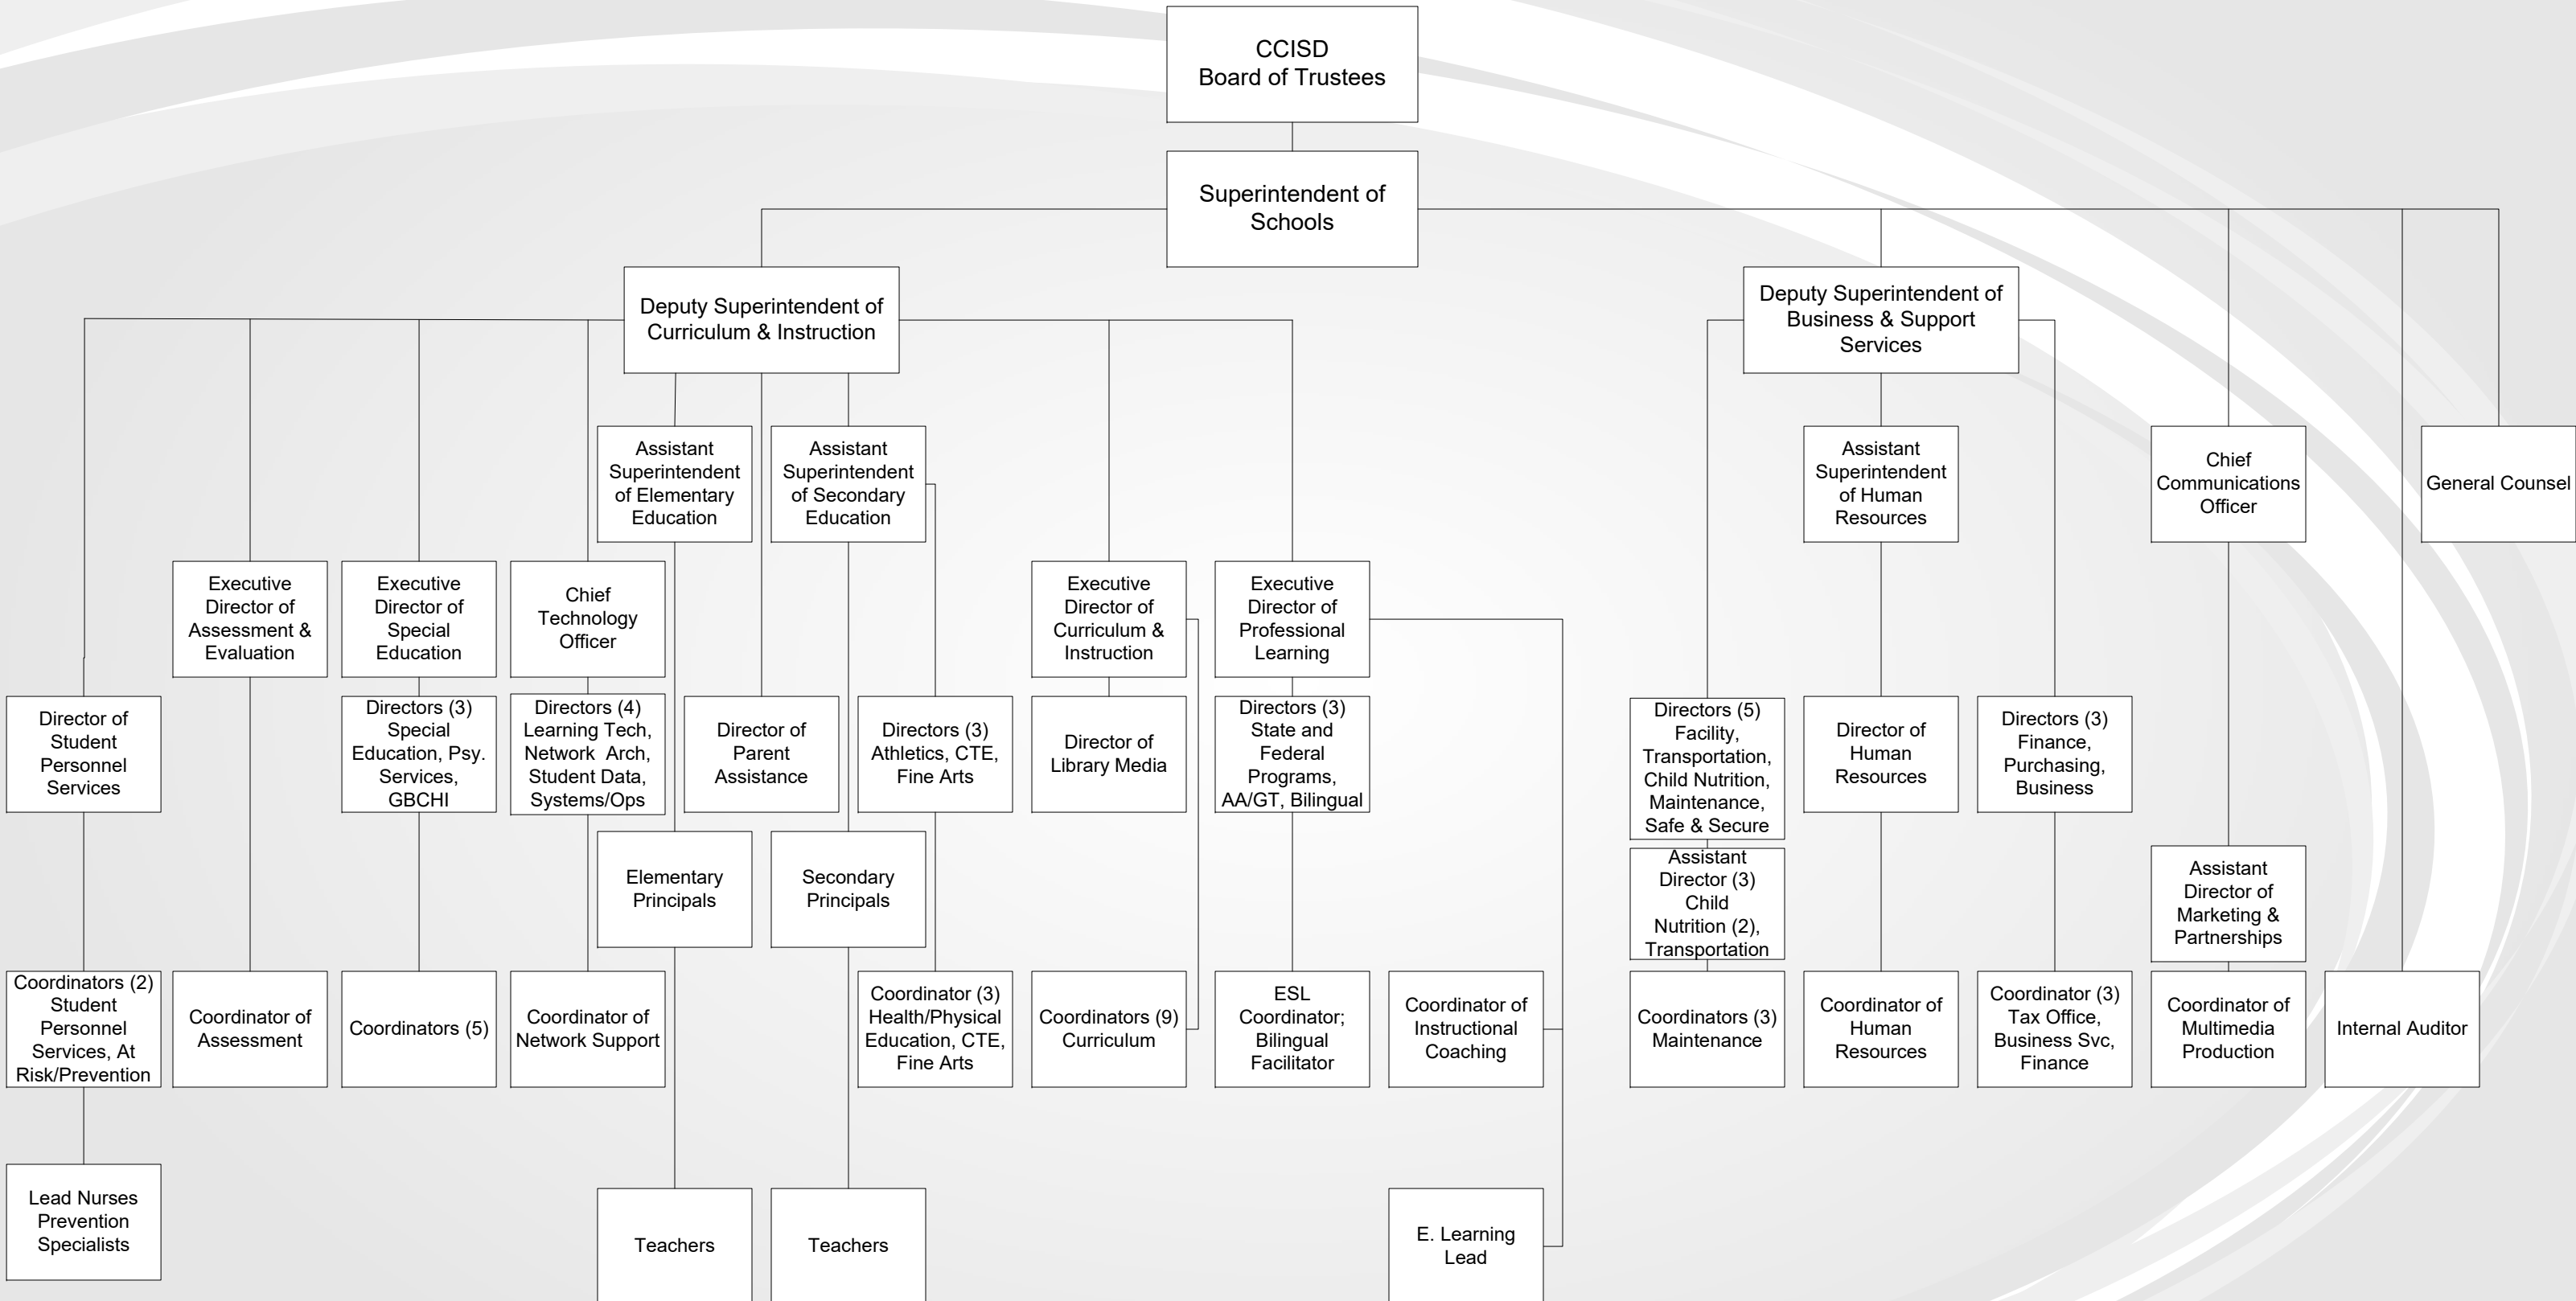 CCISD
Board of Trustees
Superintendent of
Schools
Deputy Superintendent of
Curriculum & Instruction
Deputy Superintendent of
Business & Support
Services
Assistant
Superintendent
of Elementary
Education
Assistant
Superintendent
of Secondary
Education
Assistant
Superintendent
of Human
Resources
Chief
Communications
Officer
General Counsel
Executive
Director of
Assessment &
Evaluation
Executive
Director of
Special
Education
Chief
Technology
Officer
Executive
Director of
Curriculum &
Instruction
Executive
Director of
Professional
Learning
Director of
Student
Personnel
Services
Directors (3)
Special
Education, Psy.
Services,
GBCHI
Directors (4)
Learning Tech,
Network Arch,
Student Data,
Systems/Ops
Director of
Parent
Assistance
Directors (3)
Athletics, CTE,
Fine Arts
Director of
Library Media
Directors (3)
State and
Federal
Programs,
AA/GT, Bilingual
Directors (5)
Facility,
Transportation,
Child Nutrition,
Maintenance,
Safe & Secure
Director of
Human
Resources
Directors (3)
Finance,
Purchasing,
Business
Elementary
Principals
Secondary
Principals
Assistant
Director (3)
Child
Nutrition (2),
Transportation
Assistant
Director of
Marketing &
Partnerships
Coordinators (2)
Student
Personnel
Services, At
Risk/Prevention
Coordinator of
Assessment
Coordinators (5)
Coordinator of
Network Support
Coordinator (3)
Health/Physical
Education, CTE,
Fine Arts
Coordinators (9)
Curriculum
ESL
Coordinator;
Bilingual
Facilitator
Coordinator of
Instructional
Coaching
Coordinators (3)
Maintenance
Coordinator of
Human
Resources
Coordinator (3)
Tax Office,
Business Svc,
Finance
Coordinator of
Multimedia
Production
Internal Auditor
Lead Nurses
Prevention
Specialists
Teachers
Teachers
E. Learning
Lead